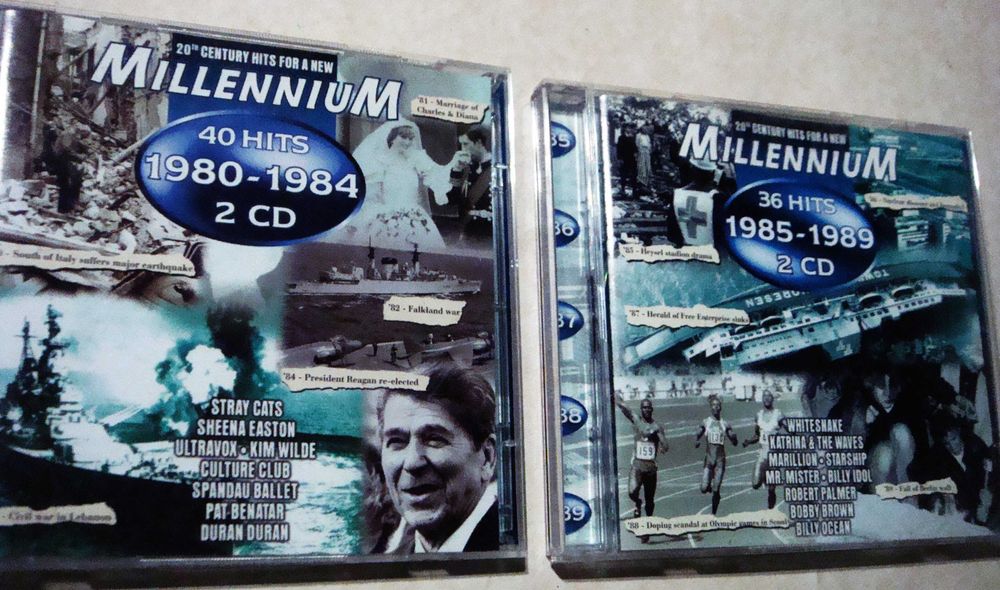 20TH CENTURY HITS FOR A NEW
MILLENNIUM
40 HITS
1980-1984
2 CD
'81 - Marriage of
Charles & Diana
- South of Italy suffers major earthquake
'82 - Falkland war
'84 - President Reagan re-elected
STRAY CATS
SHEENA EASTON
ULTRAVOX • KIM WILDE
CULTURE CLUB
SPANDAU BALLET
PAT BENATAR
DURAN DURAN
- Civil war in Lebanon
20TH CENTURY HITS FOR A NEW
MILLENNIUM
36 HITS
1985-1989
2 CD
'85 - Heysel stadion drama
'87 - Herald of Free Enterprise sinks
TOWNSEND THORESEN
159
WHITESNAKE
KATRINA & THE WAVES
MARILLION • STARSHIP
MR. MISTER • BILLY IDOL
ROBERT PALMER
BOBBY BROWN
BILLY OCEAN
'89 - Fall of Berlin wall
'88 - Doping scandal at Olympic games in Seoul
85
86
87
88
89